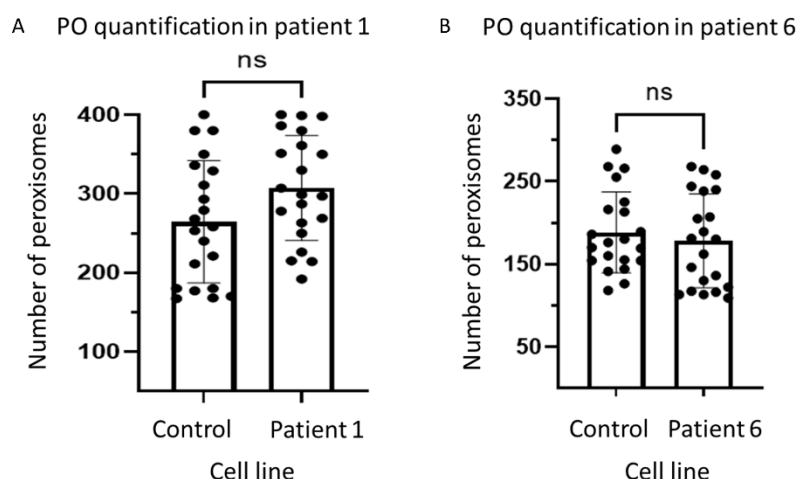 A PO quantification in patient 1
ns
Number of peroxisomes
400
300
200
100
Control Patient 1
Cell line
B PO quantification in patient 6
ns
Number of peroxisomes
350
250
150
50
Control Patient 6
Cell line